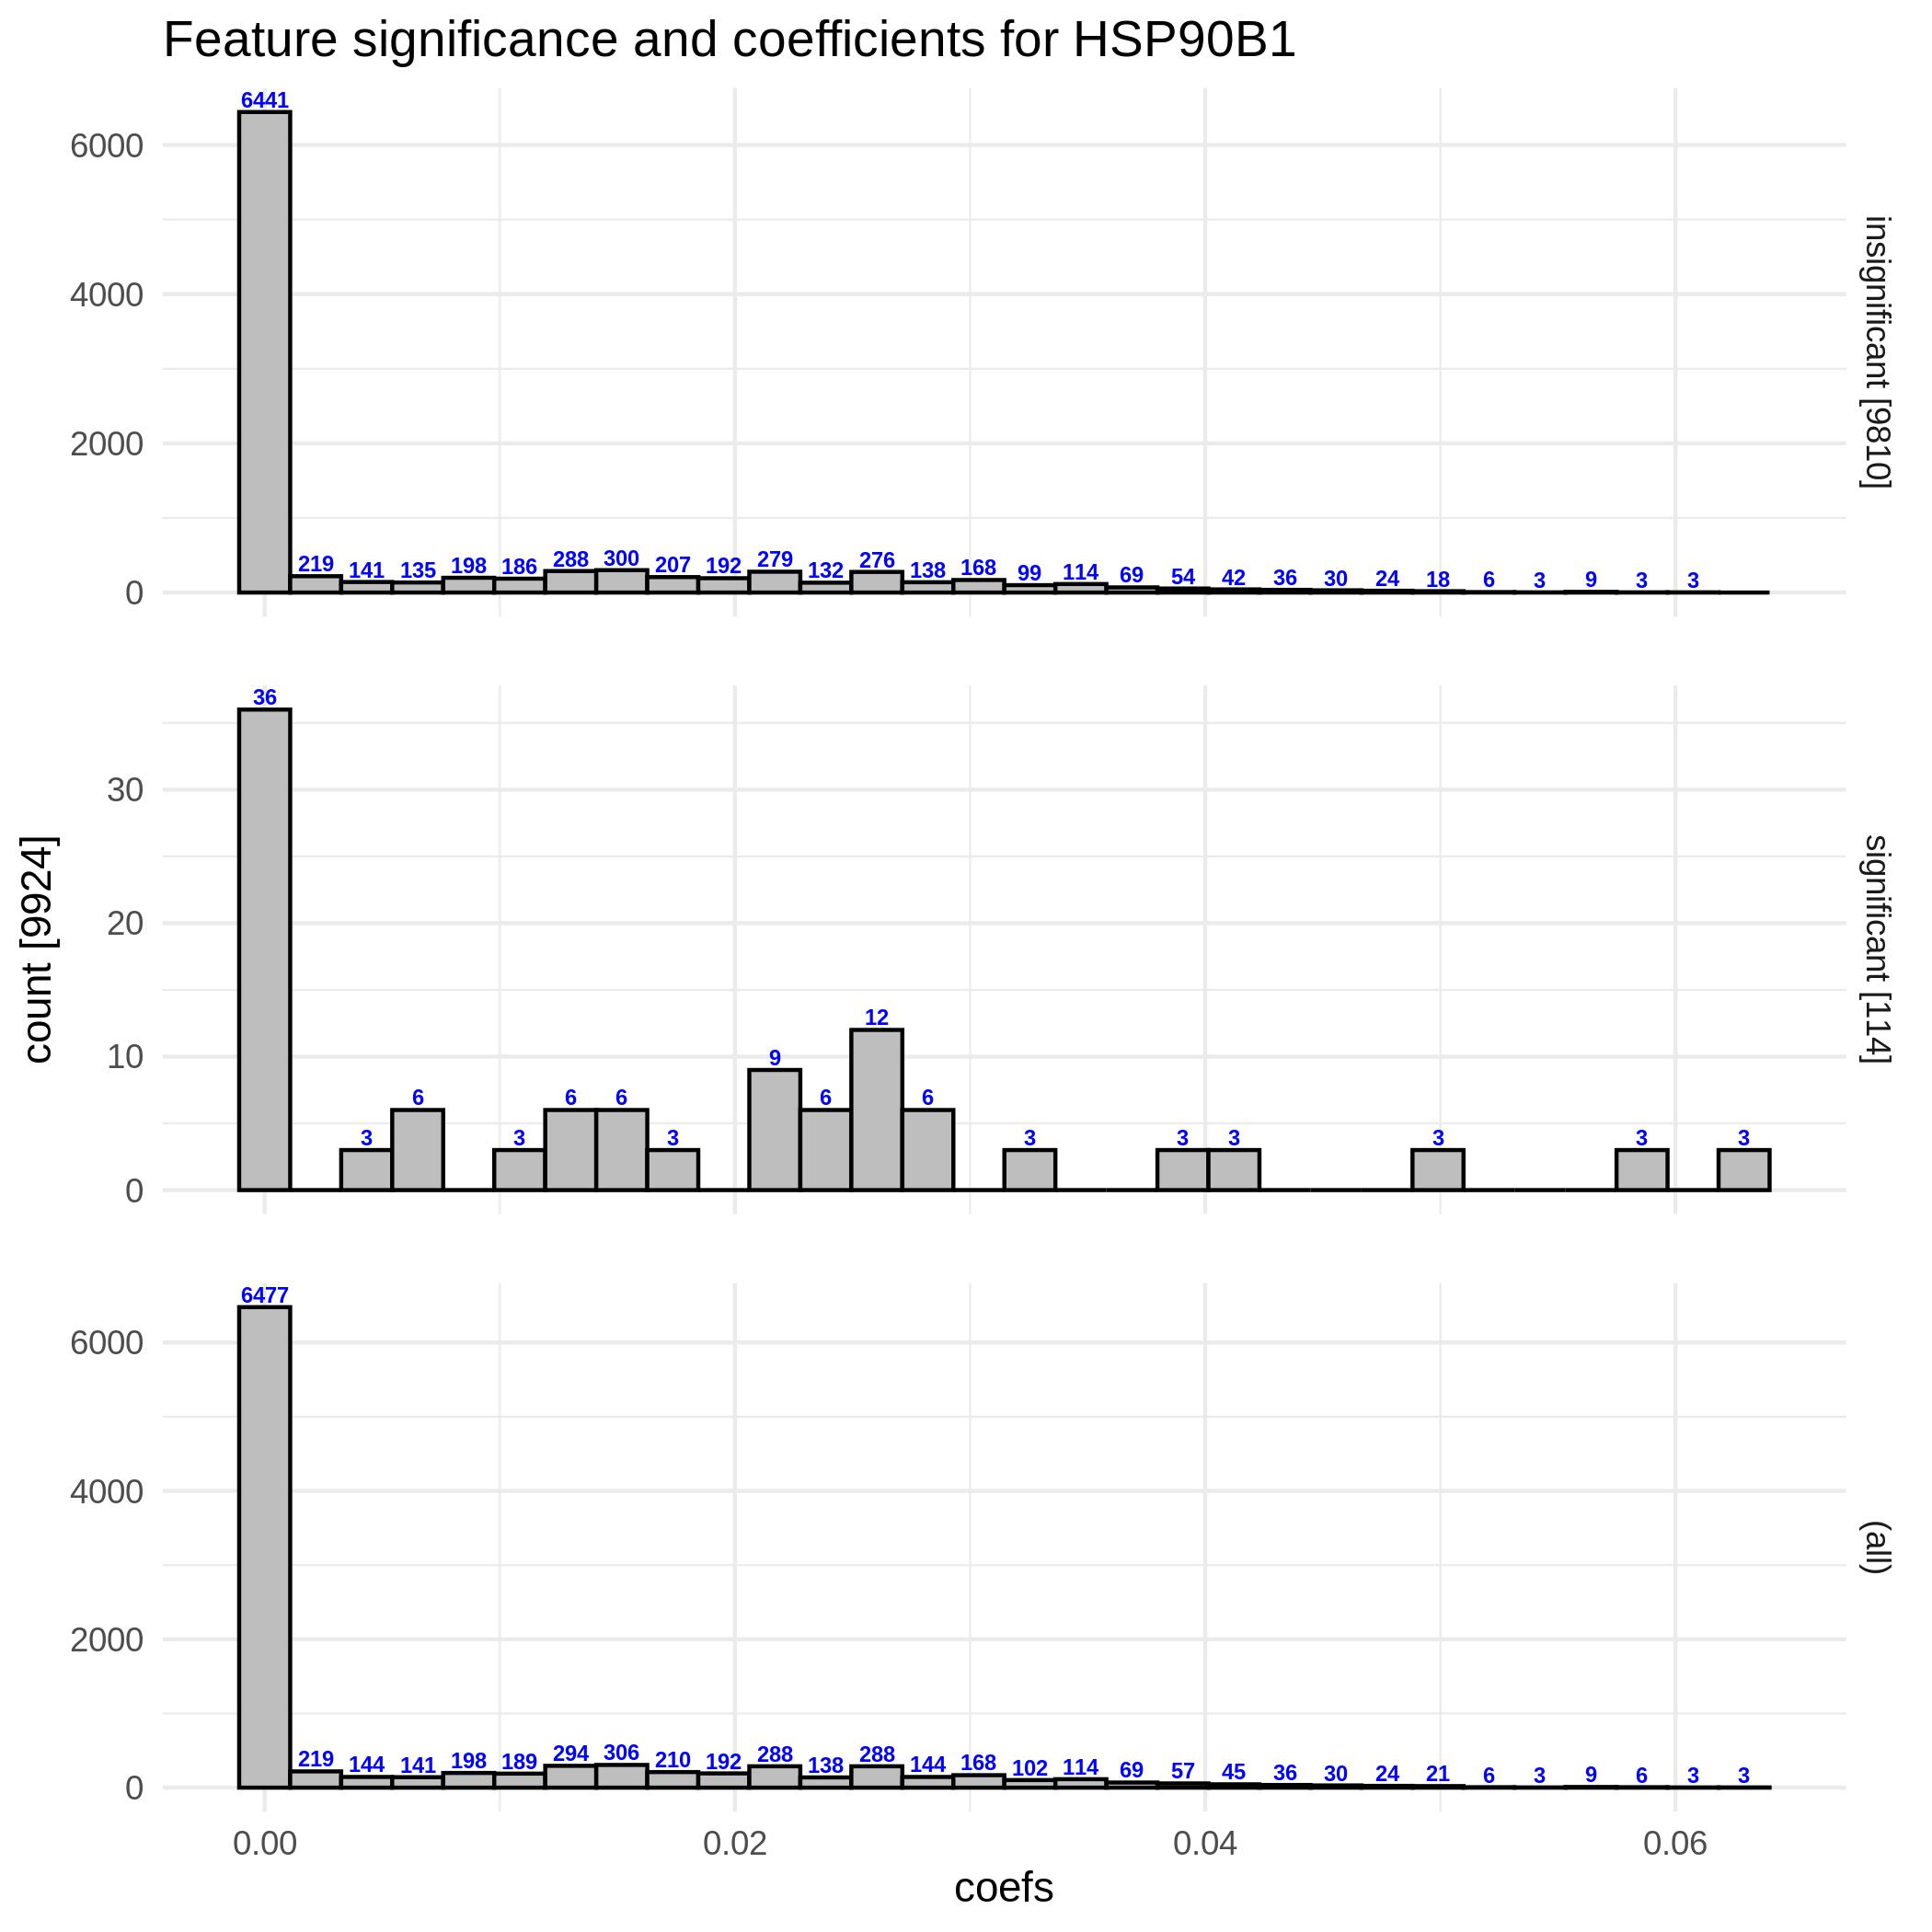 Feature significance and coefficients for HSP90B1
6441
6000
4000
2000
0
219 141 135 198 186 288 300 207 192 279 132 276 138 168 99 114 69 54 42 36 30 24 18 6 3 9 3 3
insignificant [9810]
36
30
20
10
0
3 6 3 6 6 3 9 6 12 6 3 3 3 3 3 3
significant [114]
count [9924]
6477
6000
4000
2000
0
219 144 141 198 189 294 306 210 192 288 138 288 144 168 102 114 69 57 45 36 30 24 21 6 3 9 6 3 3
(all)
0.00 0.02 0.04 0.06
coefs